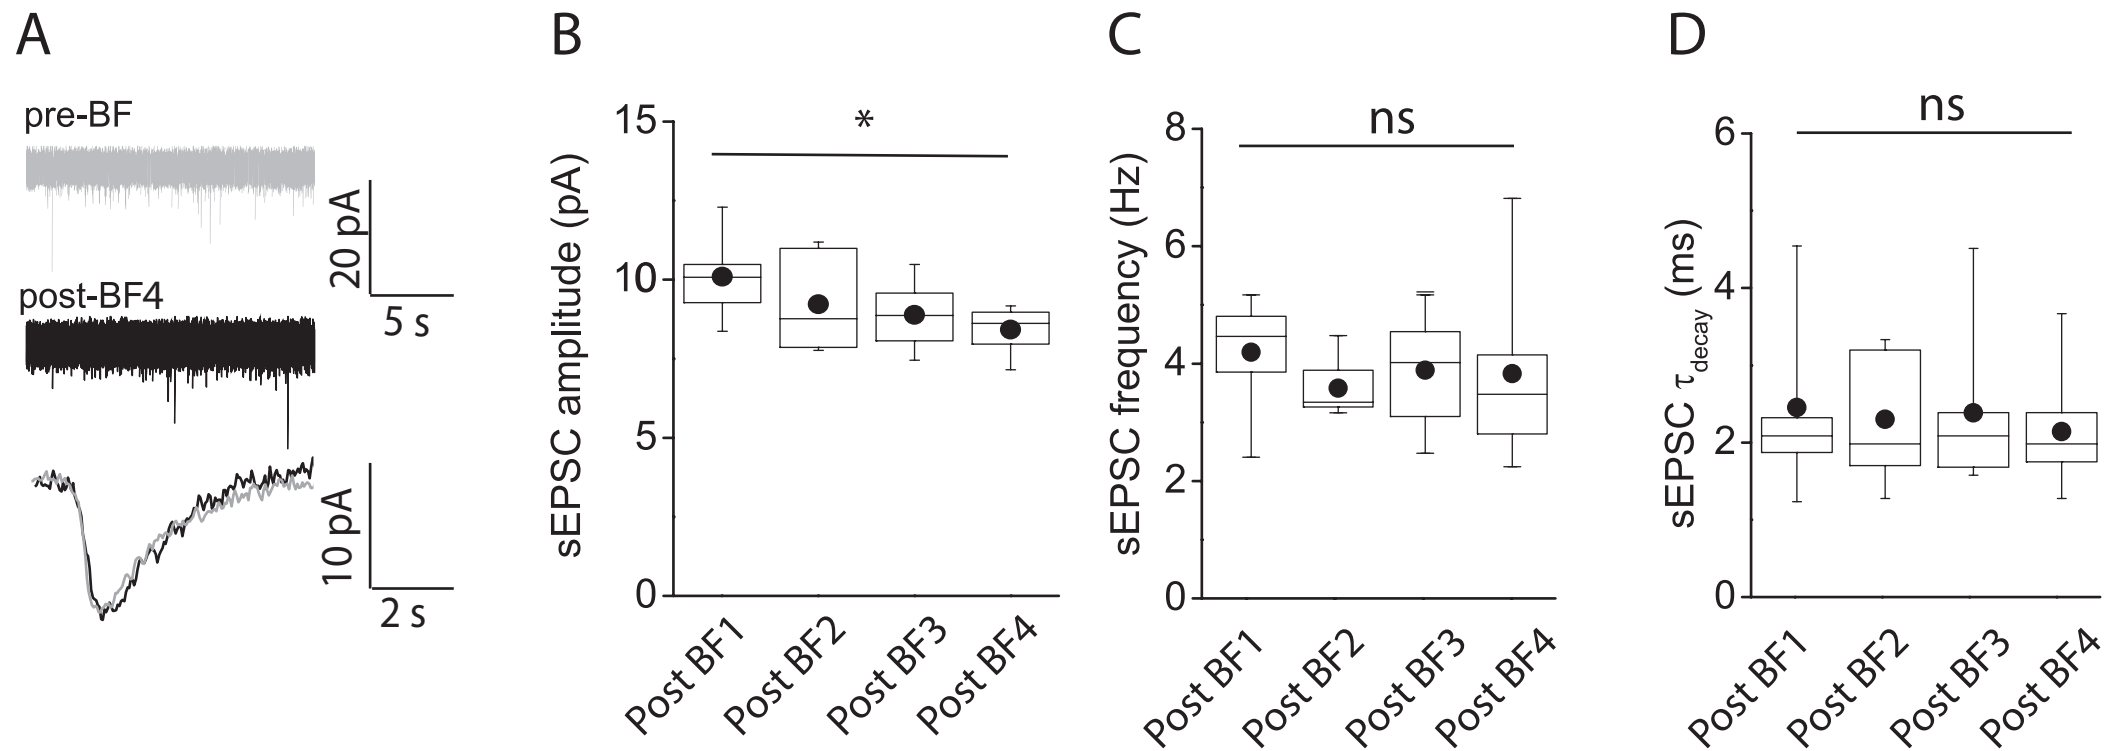 A
pre-BF
20 pA
5 s
post-BF4
10 pA
2 s
B
*
15
10
5
0
sEPSC amplitude (pA)
Post BF1
Post BF2
Post BF3
Post BF4
C
ns
8
6
4
2
0
sEPSC frequency (Hz)
Post BF1
Post BF2
Post BF3
Post BF4
D
ns
6
4
2
0
sEPSC τdecay (ms)
Post BF1
Post BF2
Post BF3
Post BF4